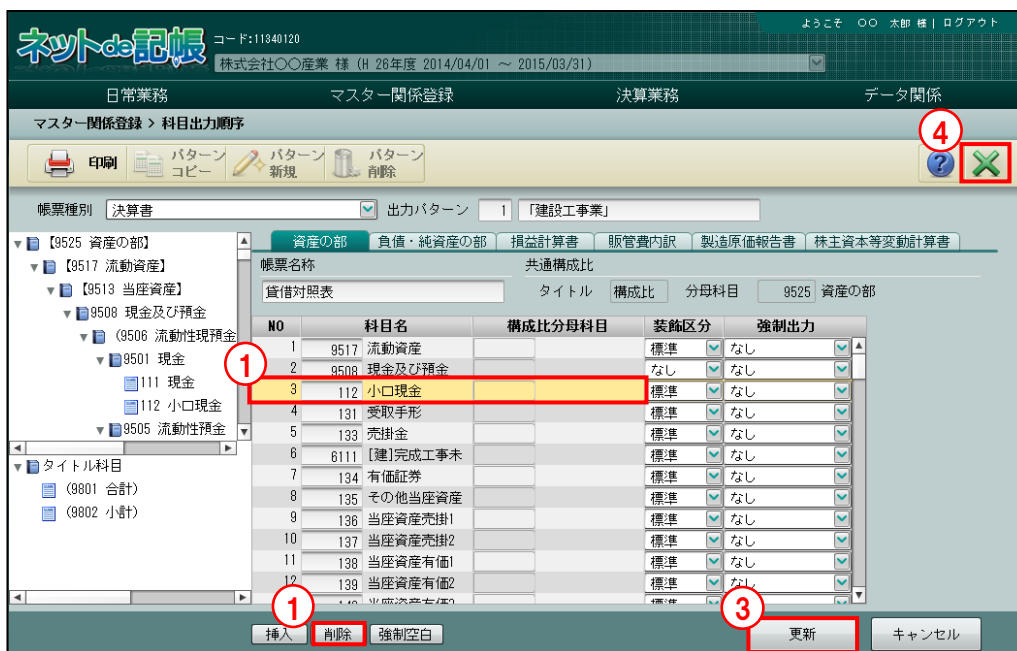 ようこそ 〇〇 太郎 様 | ログアウト
ネットde記帳 コード:11340120
株式会社〇〇産業 様 (H 26年度 2014/04/01 ～ 2015/03/31)
日常業務 マスター関係登録 決算業務 データ関係
マスター関係登録 > 科目出力順序
4
印刷 パターンコピー パターン新規 パターン削除 ?
帳票種別 決算書 出力パターン 1 「建設工事業」
資産の部 負債・純資産の部 損益計算書 販管費内訳 製造原価報告書 株主資本等変動計算書
【9525 資産の部】
【9517 流動資産】
【9513 当座資産】
9508 現金及び預金
(9506 流動性現預金
9501 現金
111 現金
112 小口現金
9505 流動性預金
タイトル科目
(9801 合計)
(9802 小計)
帳票名称 共通構成比
貸借対照表 タイトル 構成比 分母科目 9525 資産の部
NO 科目名 構成比分母科目 装飾区分 強制出力
1 9517 流動資産 標準 なし
2 9508 現金及び預金 なし なし
1
3 112 小口現金 標準 なし
4 131 受取手形 標準 なし
5 133 売掛金 標準 なし
6 6111 [建]完成工事未 標準 なし
7 134 有価証券 標準 なし
8 135 その他当座資産 標準 なし
9 136 当座資産売掛1 標準 なし
10 137 当座資産売掛2 標準 なし
11 138 当座資産有価1 標準 なし
12 139 当座資産有価2 標準 なし
1 3
挿入 削除 強制空白 更新 キャンセル